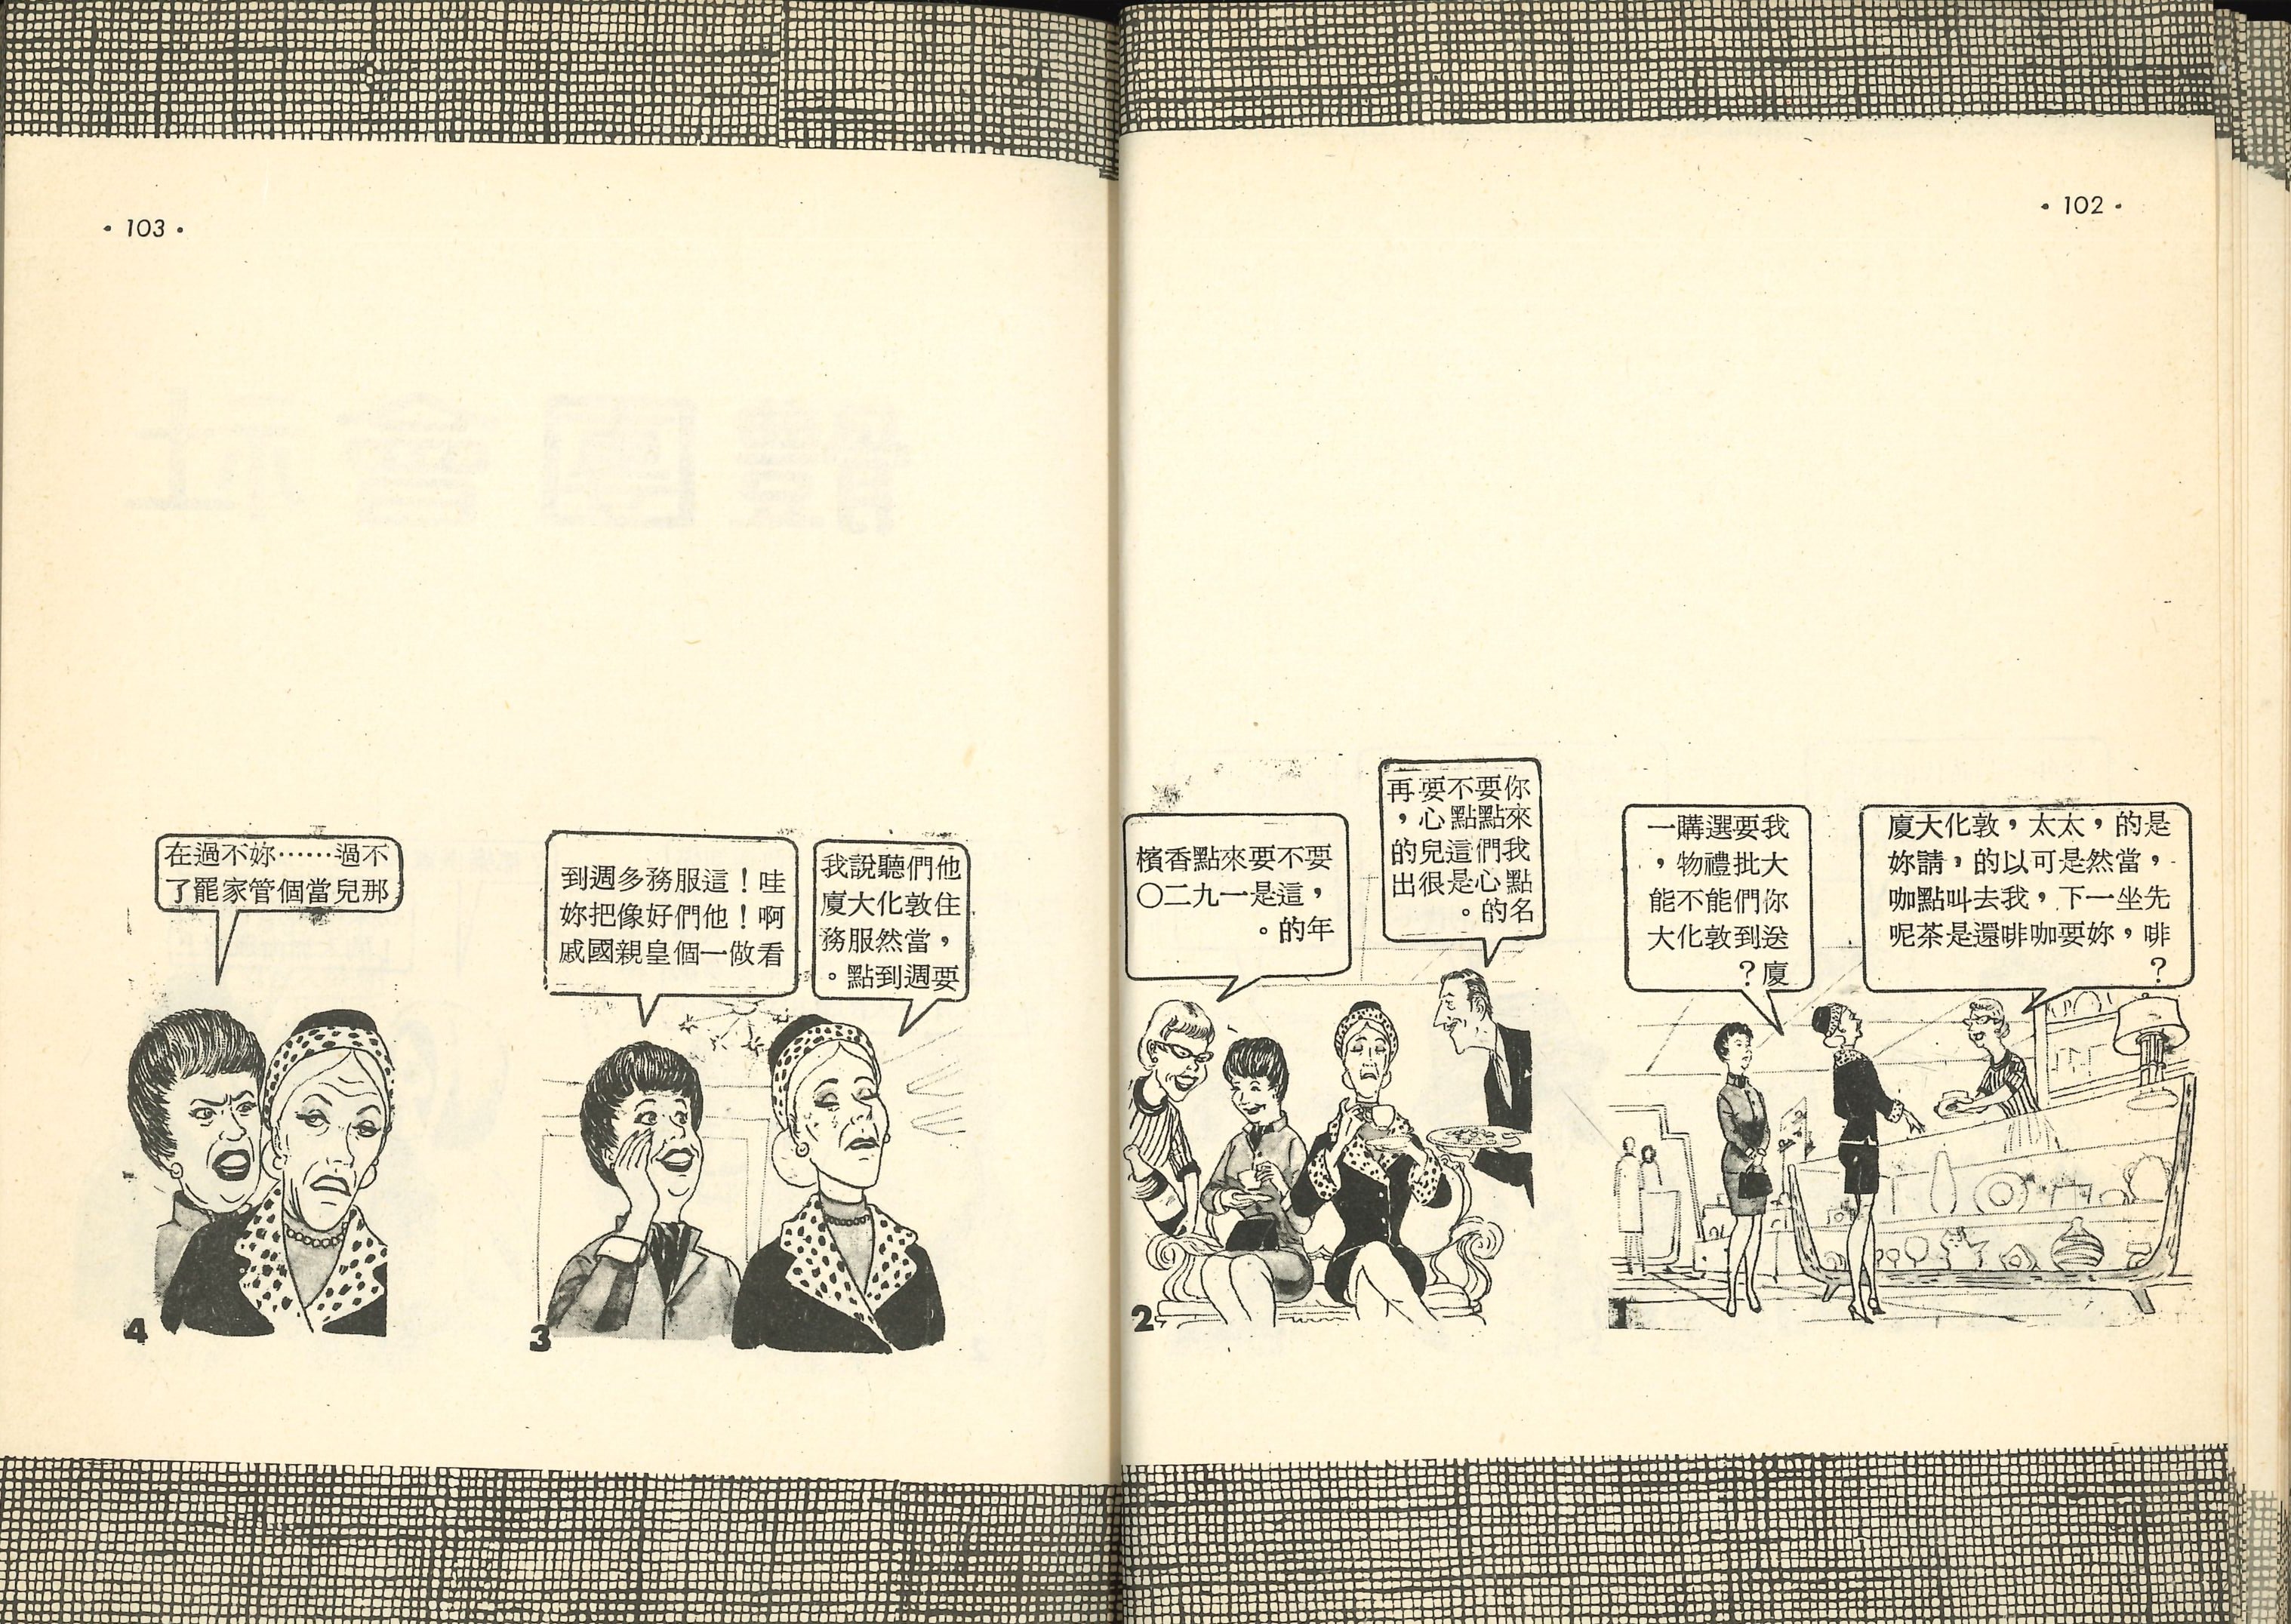 · 102 ·
我要選購一
大批禮物，
你們能不能
送到敦化大
廈？
是的，太太，敦化大廈
，當然是可以的，請妳
先坐一下，我去叫點咖
啡，妳要咖啡還是茶呢
？
1
要不要來點香檳
，這是一九二〇
年的。
你要不要再
來點點心，
我們這兒的
點心是很出
名的。
2
· 103 ·
哇！這服務多週到
啊！他們好像把妳
看做一個皇親國戚
他們聽說我
住敦化大廈
，當然服務
要週到點。
3
不過……妳不過在
那兒當個管家罷了
4